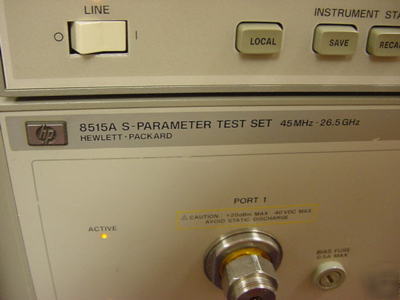 LINE
INSTRUMENT STA
O
I
LOCAL
SAVE
RECA
hp
8515A S-PARAMETER TEST SET 45MHz-26.5GHz
HEWLETT·PACKARD
PORT 1
⚠ CAUTION +20dBm MAX 40VDC MAX
AVOID STATIC DISCHARGE
ACTIVE
BIAS FUSE
0.5A MAX